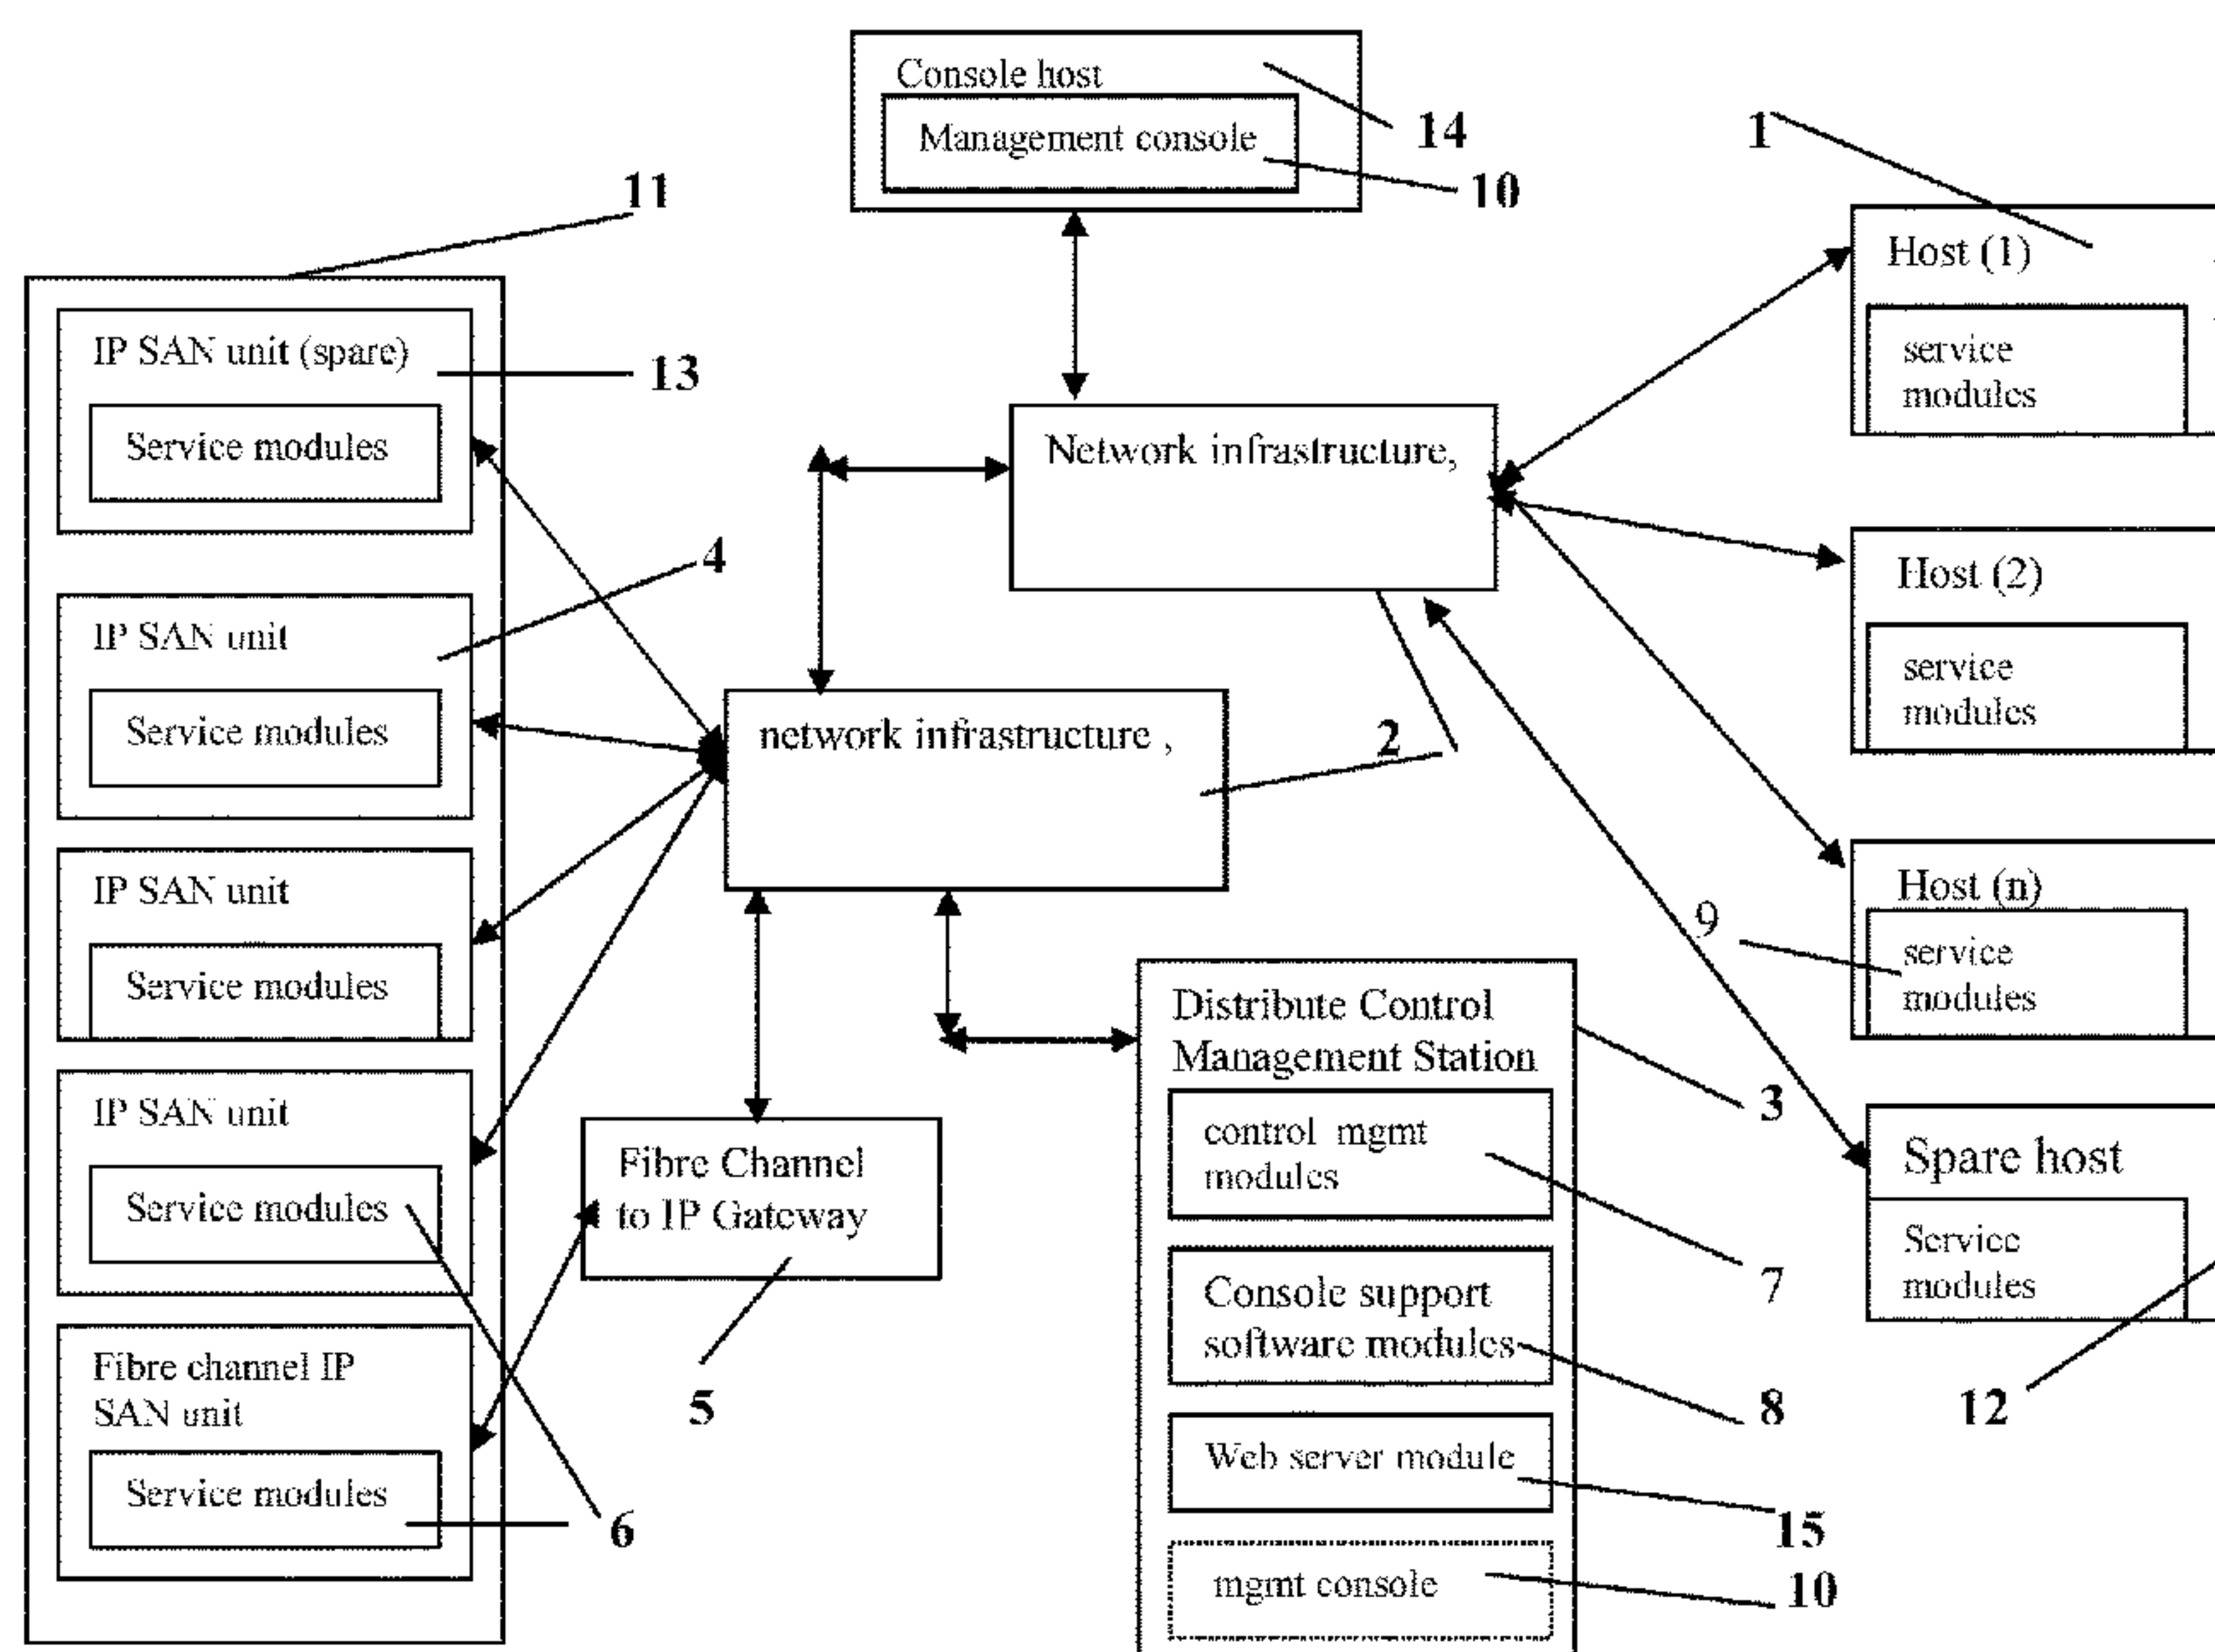 Console host
Management console
14
10
11
IP SAN unit (spare)
13
Service modules
4
IP SAN unit
Service modules
IP SAN unit
Service modules
IP SAN unit
Service modules
Fibre channel IP
SAN unit
Service modules
6
Network infrastructure,
network infrastructure ,
2
Fibre Channel
to IP Gateway
5
Distribute Control
Management Station
3
control mgmt
modules
7
Console support
software modules
8
Web server module
15
mgmt console
10
1
Host (1)
service
modules
Host (2)
service
modules
Host (n)
9
service
modules
Spare host
Service
modules
12